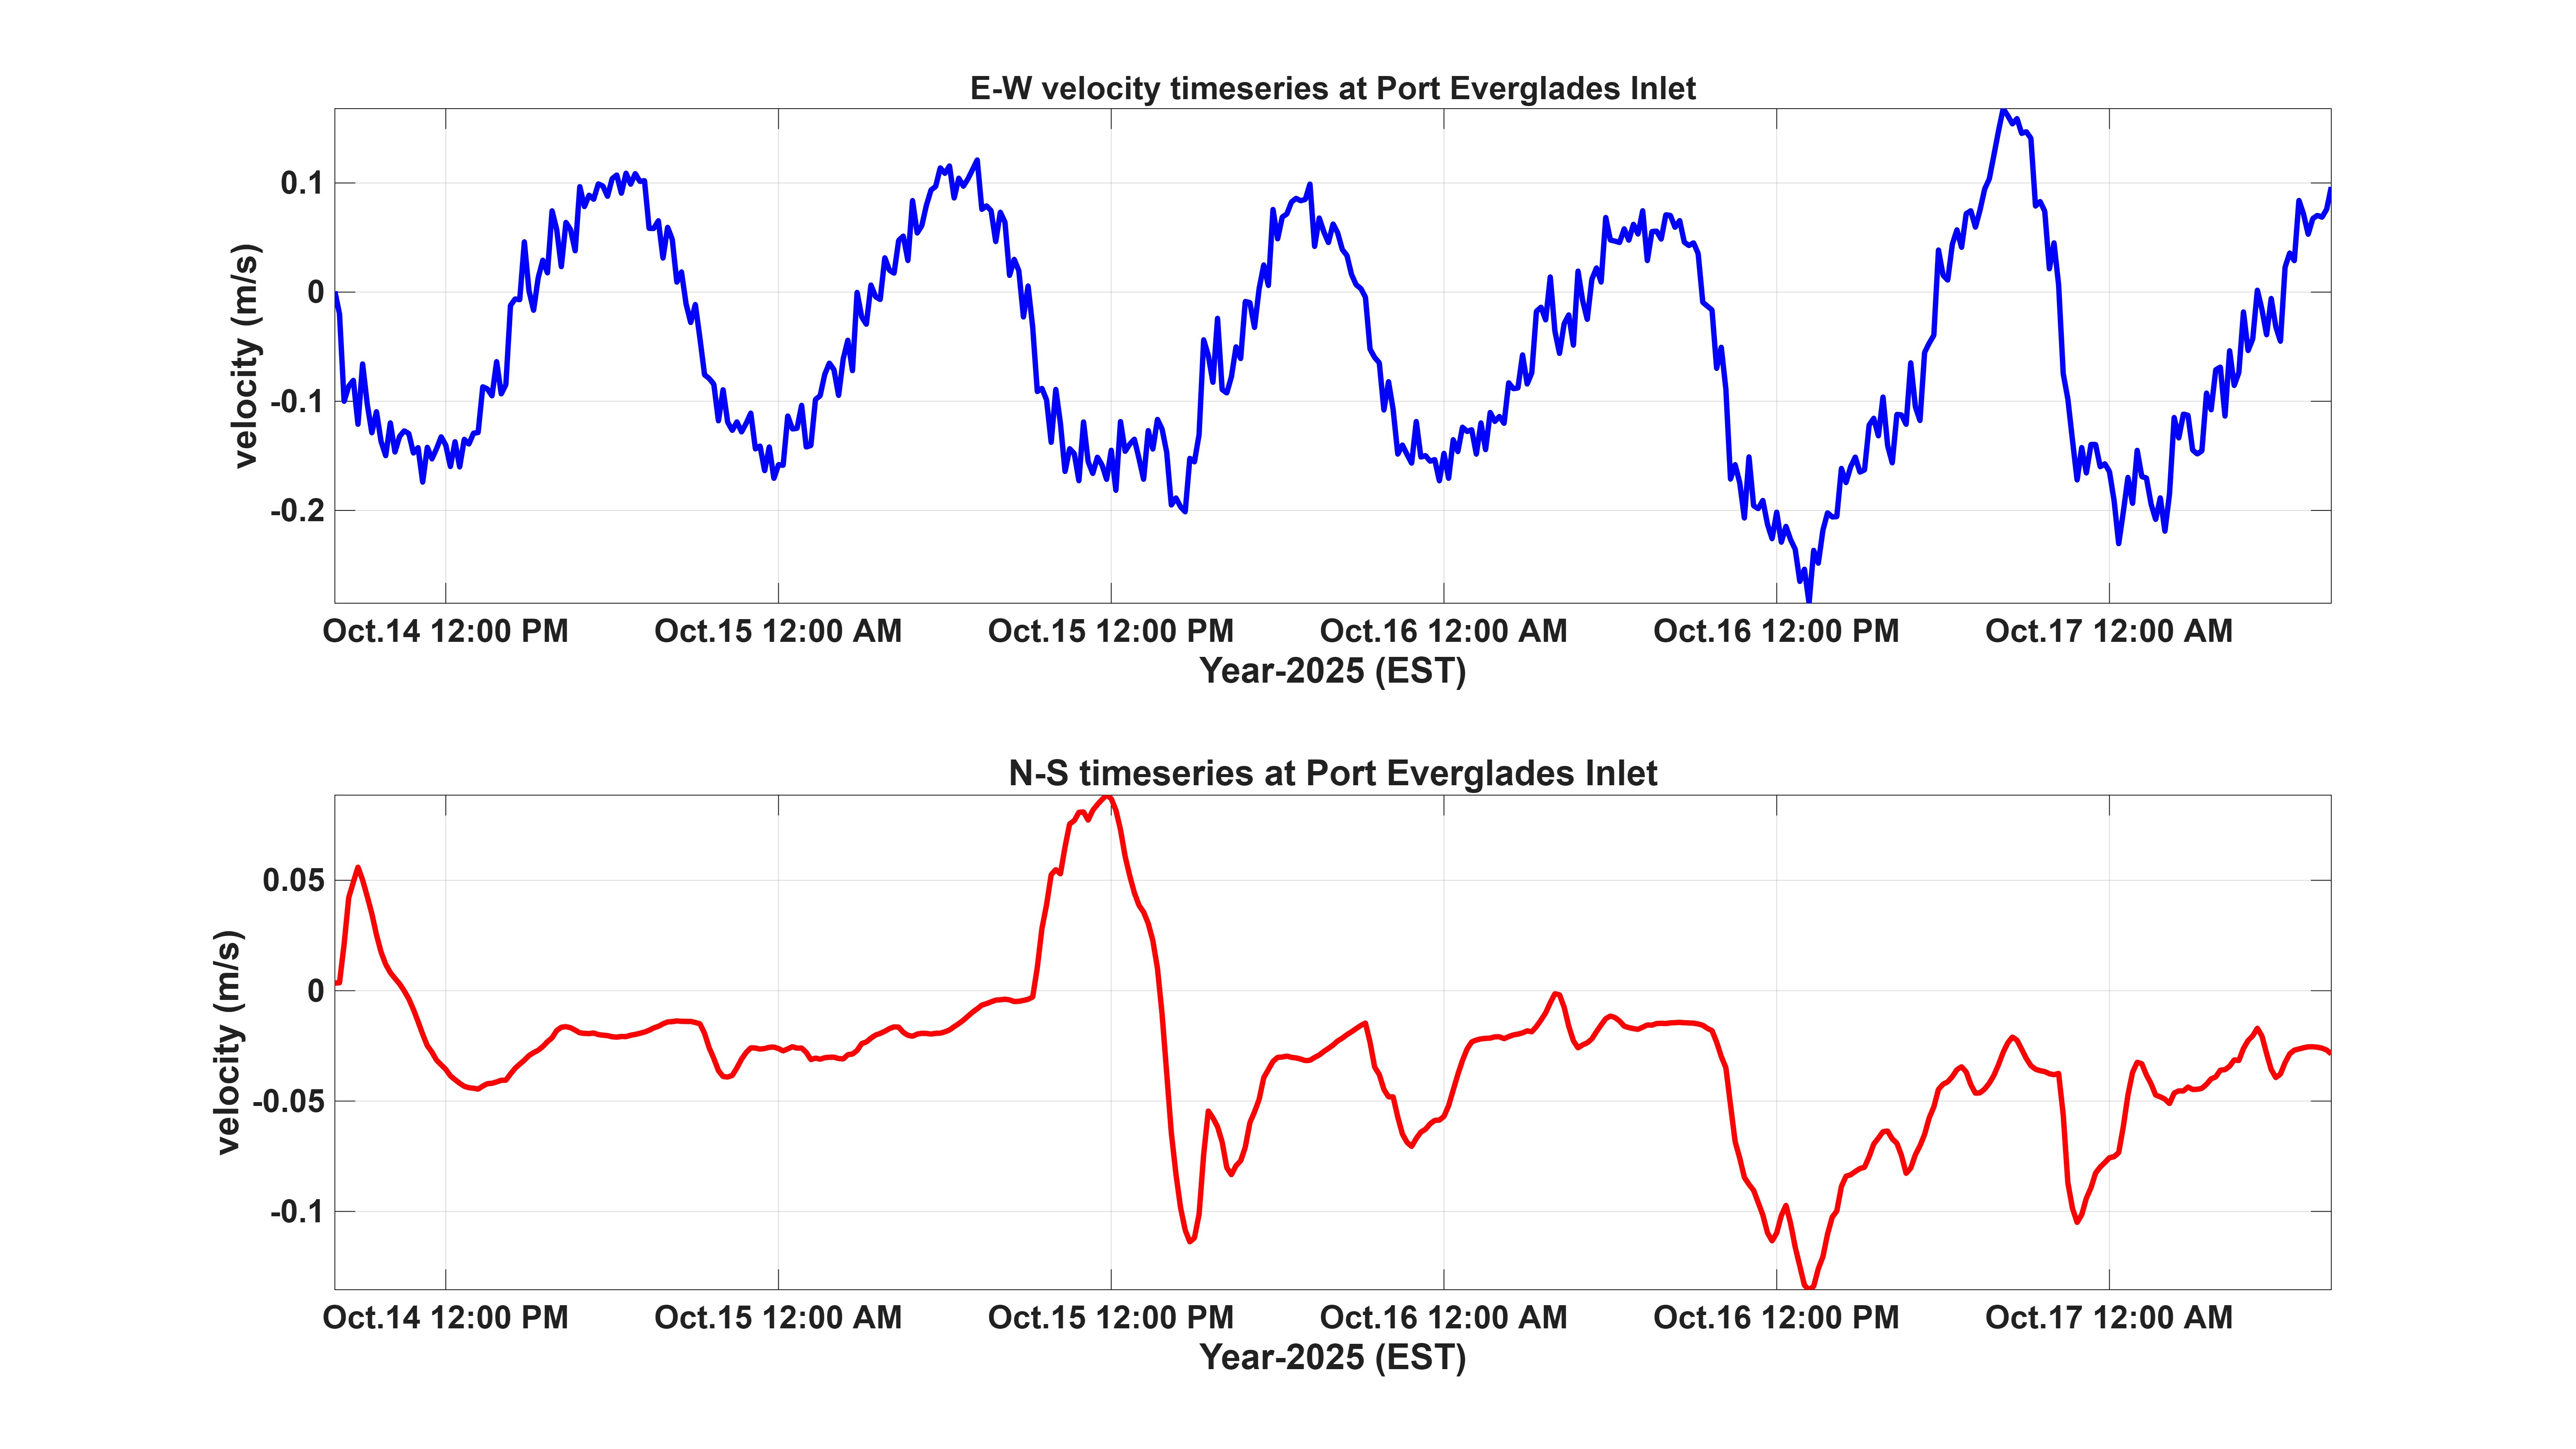 E-W velocity timeseries at Port Everglades Inlet
velocity (m/s)
0.1
0
-0.1
-0.2
Oct.14 12:00 PM Oct.15 12:00 AM Oct.15 12:00 PM Oct.16 12:00 AM Oct.16 12:00 PM Oct.17 12:00 AM
Year-2025 (EST)
N-S timeseries at Port Everglades Inlet
velocity (m/s)
0.05
0
-0.05
-0.1
Oct.14 12:00 PM Oct.15 12:00 AM Oct.15 12:00 PM Oct.16 12:00 AM Oct.16 12:00 PM Oct.17 12:00 AM
Year-2025 (EST)